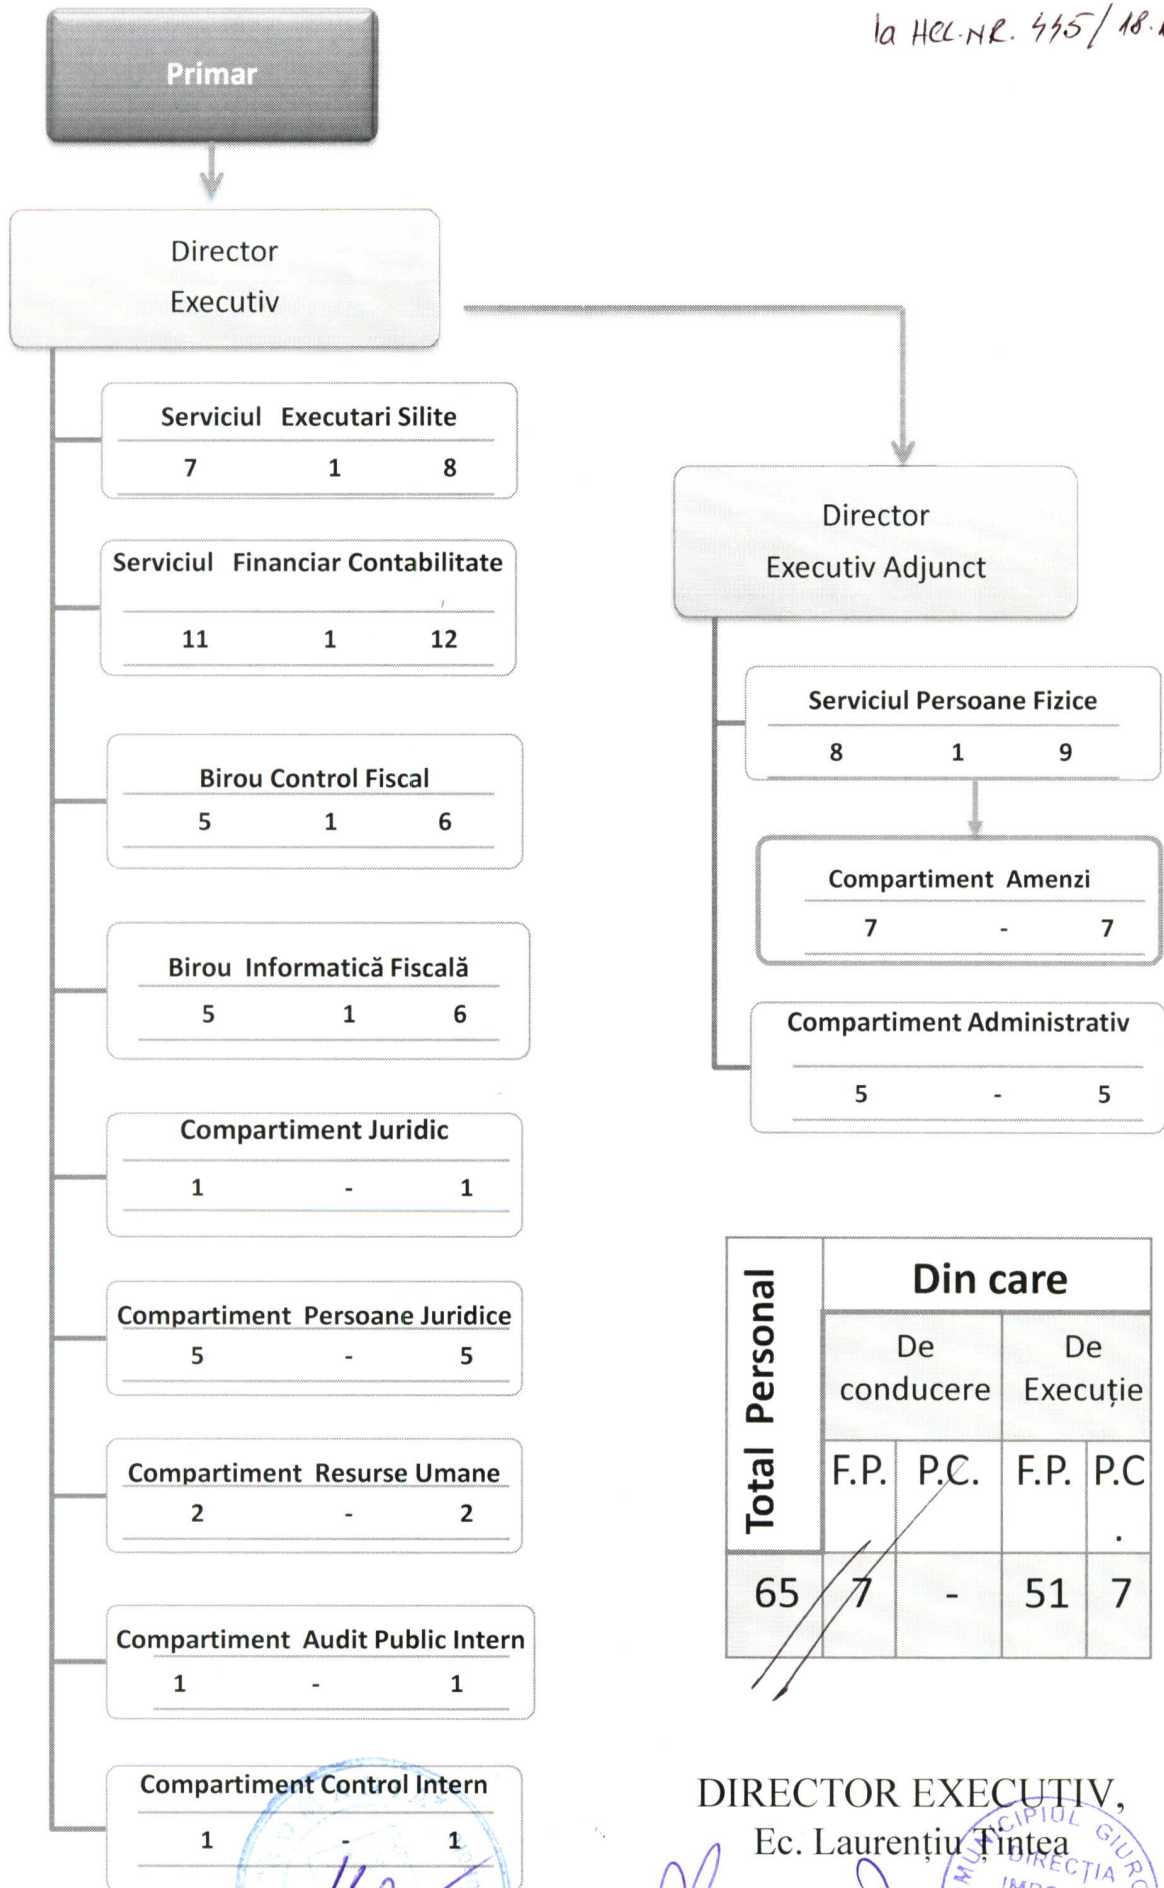 la HCL.NR. 445/18.
Primar
Director
Executiv
Serviciul Executari Silite
7 1 8
Serviciul Financiar Contabilitate
11 1 12
Birou Control Fiscal
5 1 6
Birou Informatică Fiscală
5 1 6
Compartiment Juridic
1 - 1
Compartiment Persoane Juridice
5 - 5
Compartiment Resurse Umane
2 - 2
Compartiment Audit Public Intern
1 - 1
Compartiment Control Intern
1 - 1
Director
Executiv Adjunct
Serviciul Persoane Fizice
8 1 9
Compartiment Amenzi
7 - 7
Compartiment Administrativ
5 - 5
Total Personal
Din care
De
conducere
De
Execuție
F.P. P.C. F.P. P.C
.
65 7 - 51 7
DIRECTOR EXECUTIV,
Ec. Laurențiu Țintea
MUNICIPIUL
DIRECȚIA